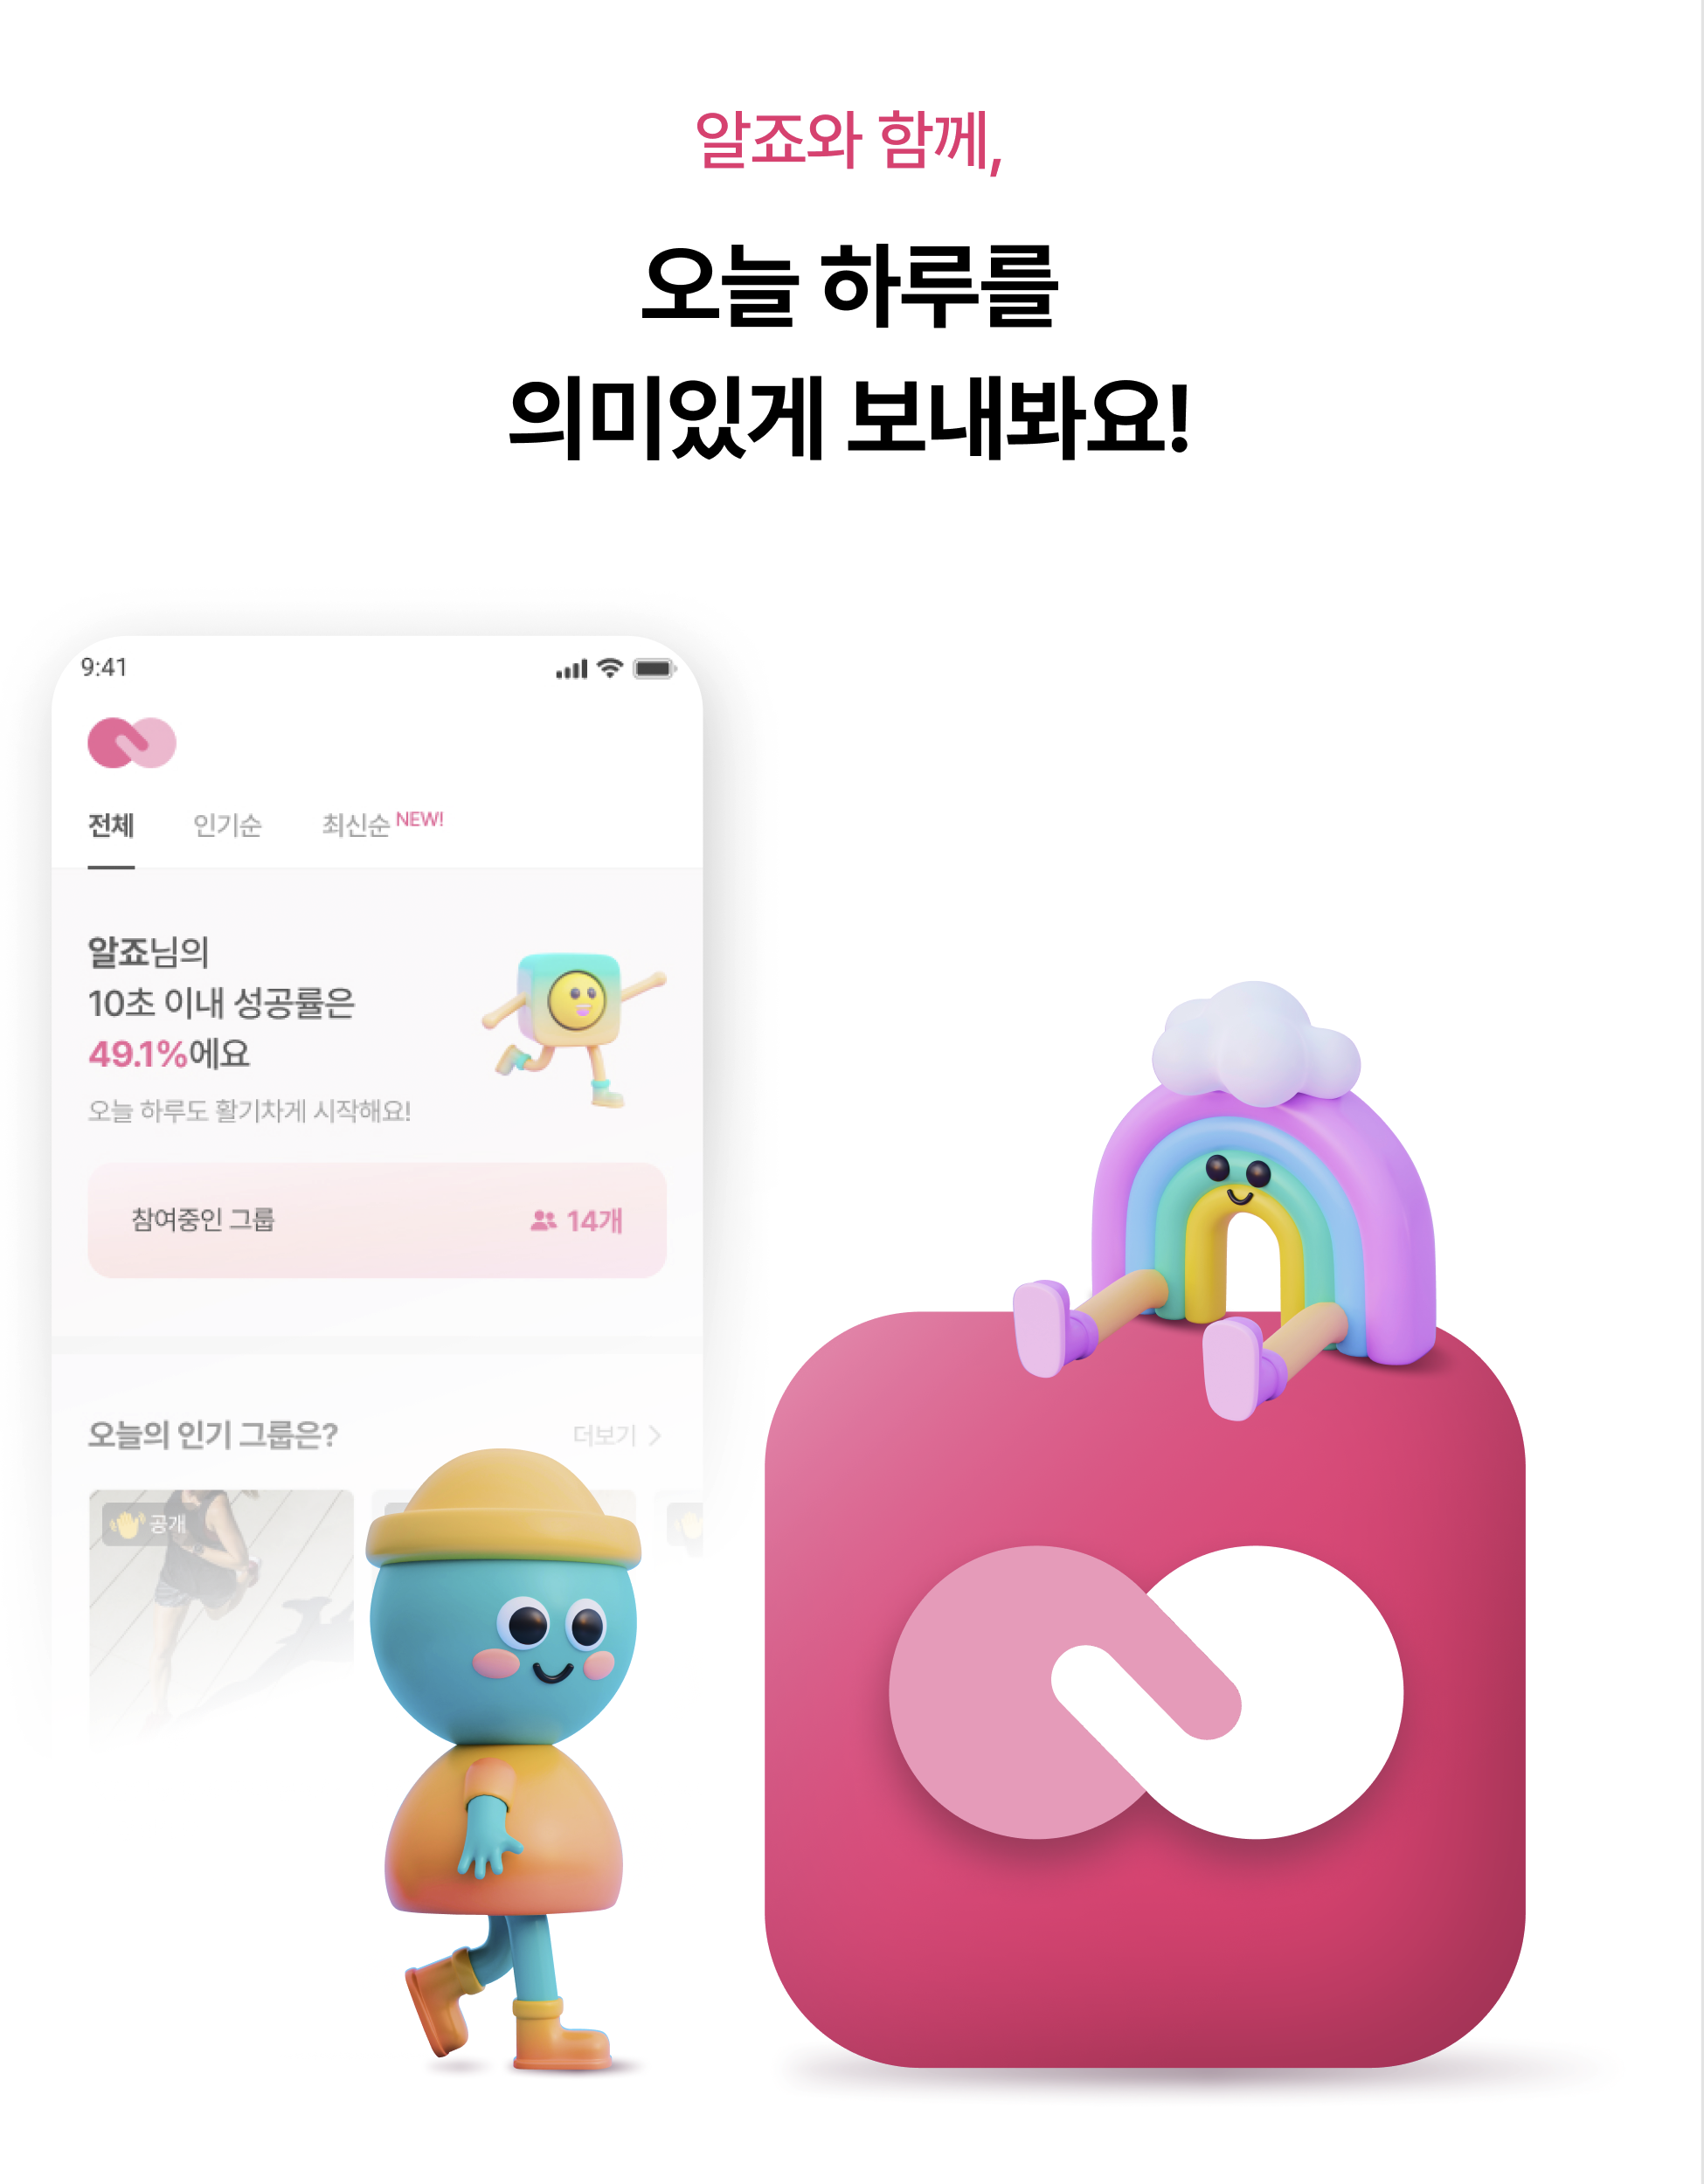 알죠와 함께,
오늘 하루를
의미있게 보내봐요!
9:41
전체 인기순 최신순 NEW!
알죠님의
10초 이내 성공률은
49.1%에요
오늘 하루도 활기차게 시작해요!
참여중인 그룹 14개
오늘의 인기 그룹은? 더보기
공개